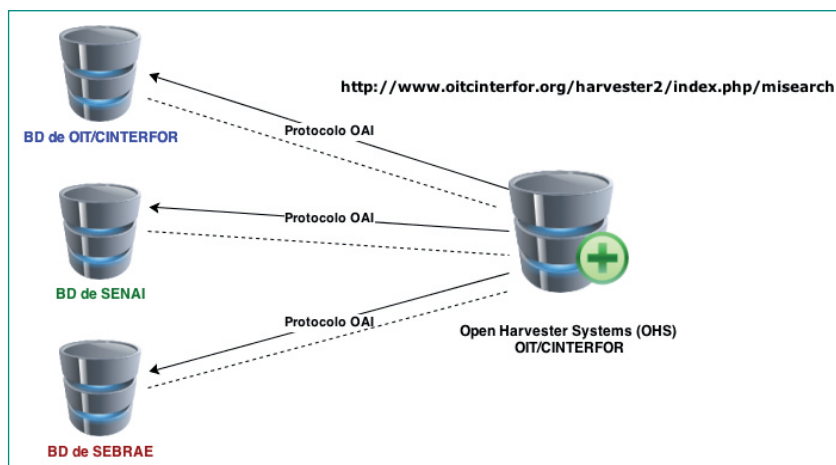 http://www.oitcinterfor.org/harvester2/index.php/misearch
Protocolo OAI
BD de OIT/CINTERFOR
Protocolo OAI
BD de SENAI
Protocolo OAI
Open Harvester Systems (OHS)
OIT/CINTERFOR
BD de SEBRAE